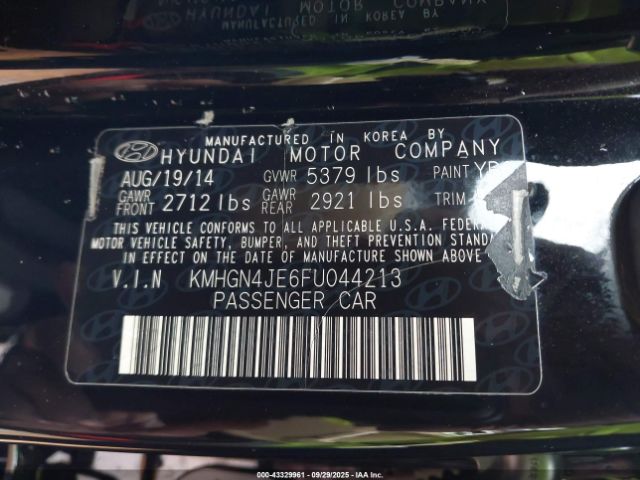 MANUFACTURED IN KOREA BY
HYUNDAI MOTOR COMPANY
AUG/19/14 GVWR 5379 lbs PAINT
GAWR FRONT 2712 lbs GAWR REAR 2921 lbs TRIM
THIS VEHICLE CONFORMS TO ALL APPLICABLE U.S.A.
MOTOR VEHICLE SAFETY, BUMPER, AND THEFT PREVENTION
IN EFFECT ON THE DATE OF MANUFACTURE SHOWN ABOVE
V.I.N KMHGN4JE6FU044213
PASSENGER CAR
000-43329961 - 09/29/2025 - IAA